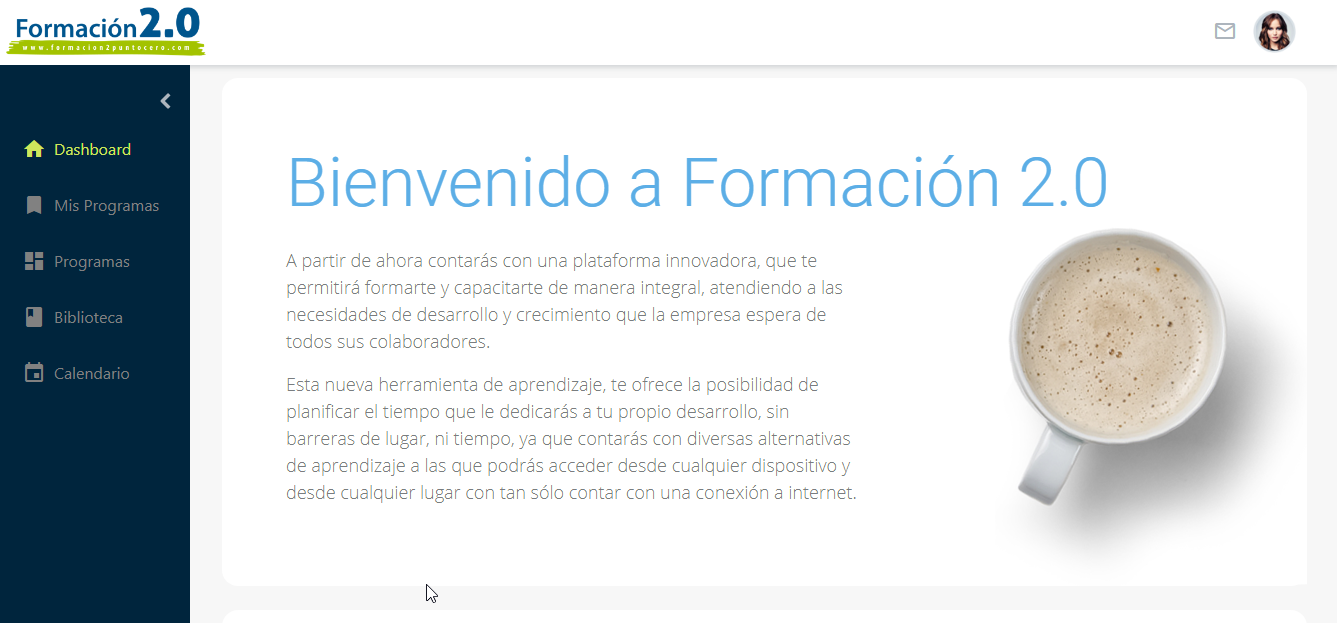 Formación2.0
www.formacion2puntocero.com
Dashboard
Mis Programas
Programas
Biblioteca
Calendario
Bienvenido a Formación 2.0
A partir de ahora contarás con una plataforma innovadora, que te
permitirá formarte y capacitarte de manera integral, atendiendo a las
necesidades de desarrollo y crecimiento que la empresa espera de
todos sus colaboradores.
Esta nueva herramienta de aprendizaje, te ofrece la posibilidad de
planificar el tiempo que le dedicarás a tu propio desarrollo, sin
barreras de lugar, ni tiempo, ya que contarás con diversas alternativas
de aprendizaje a las que podrás acceder desde cualquier dispositivo y
desde cualquier lugar con tan sólo contar con una conexión a internet.